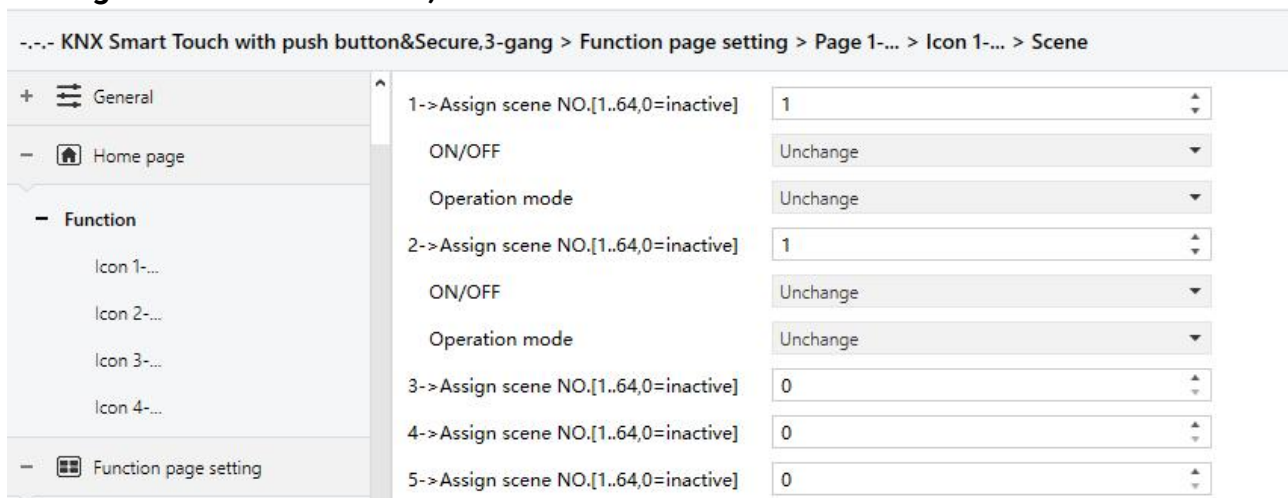 -.-.- KNX Smart Touch with push button&Secure,3-gang > Function page setting > Page 1-... > Icon 1-... > Scene
+ General
- Home page
- Function
Icon 1-...
Icon 2-...
Icon 3-...
Icon 4-...
- Function page setting
1->Assign scene NO.[1..64,0=inactive] 1
ON/OFF Unchange
Operation mode Unchange
2->Assign scene NO.[1..64,0=inactive] 1
ON/OFF Unchange
Operation mode Unchange
3->Assign scene NO.[1..64,0=inactive] 0
4->Assign scene NO.[1..64,0=inactive] 0
5->Assign scene NO.[1..64,0=inactive] 0